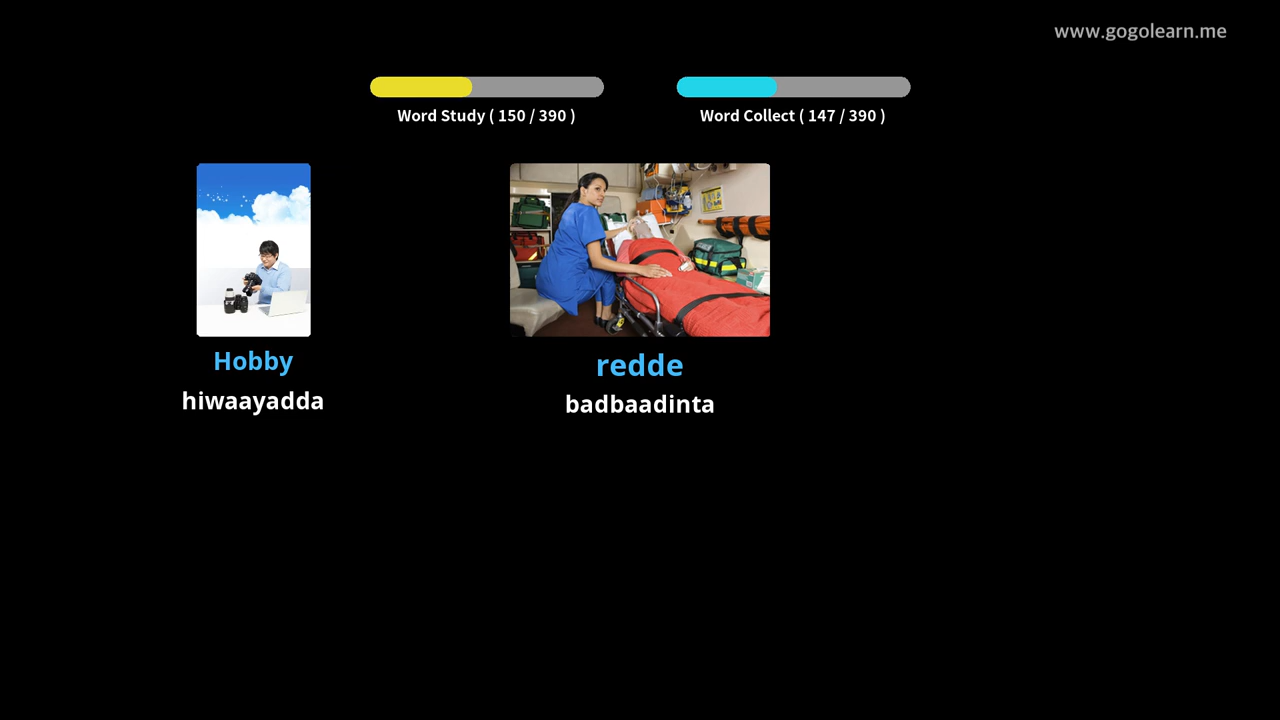 www.gogolearn.me
Word Study ( 150 / 390 )
Word Collect ( 147 / 390 )
Hobby
hiwaayadda
redde
badbaadinta